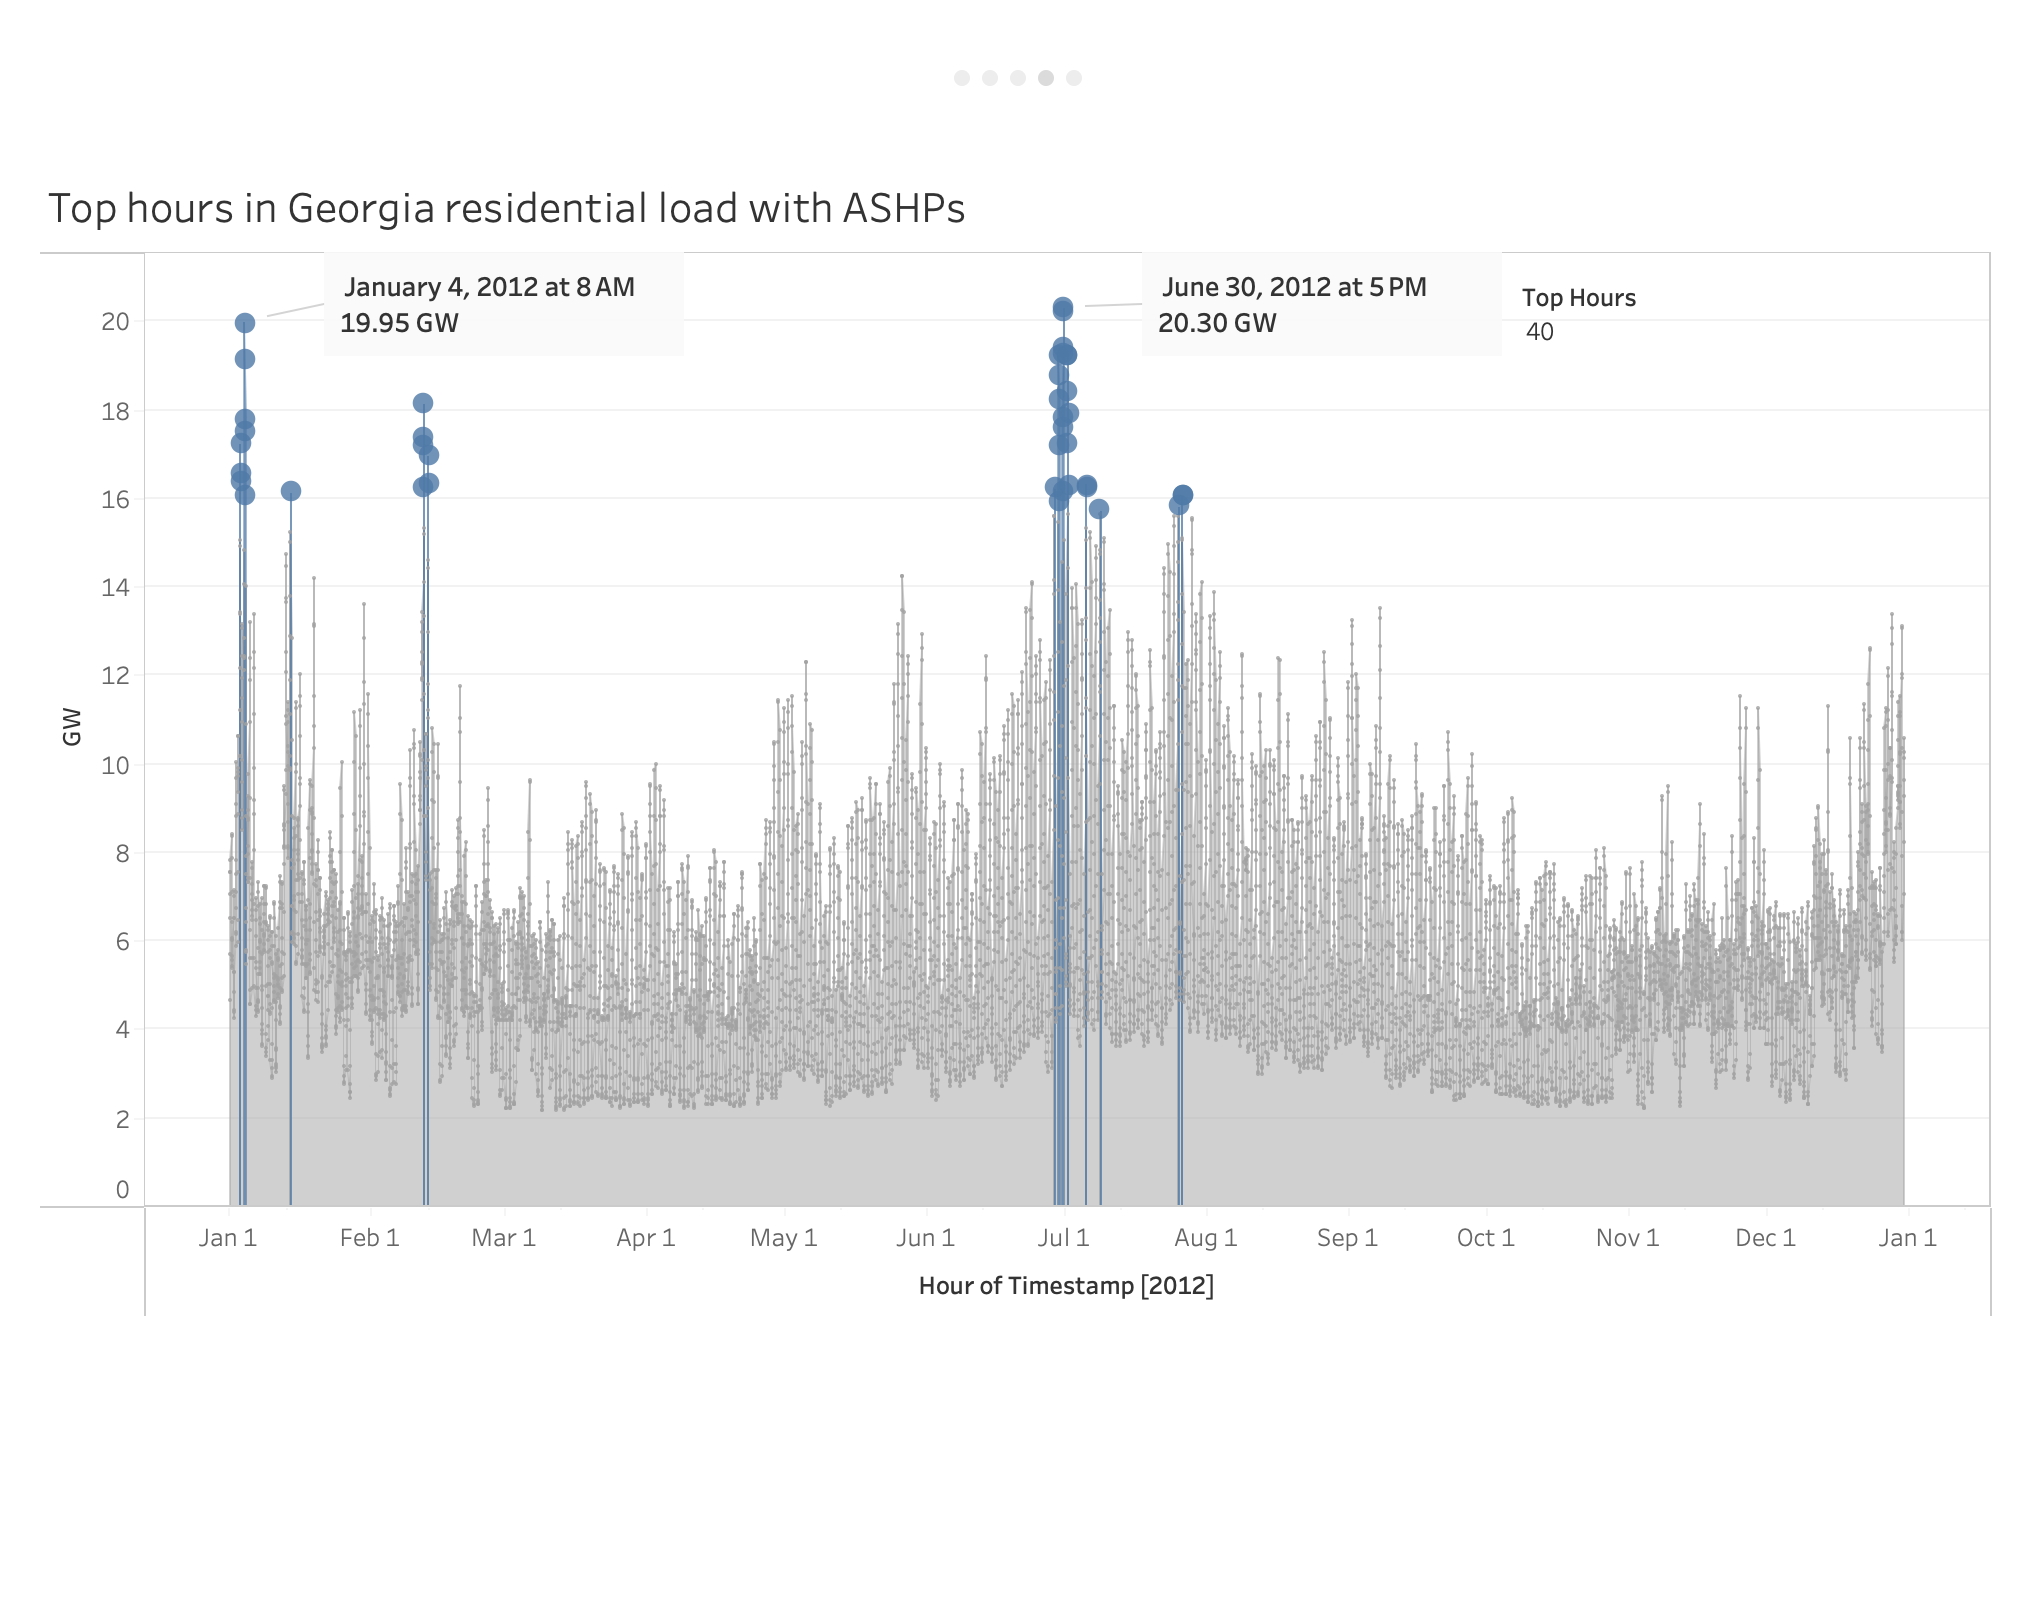 Top hours in Georgia residential load with ASHPs
January 4, 2012 at 8 AM
19.95 GW
June 30, 2012 at 5 PM
20.30 GW
Top Hours
40
20
18
16
14
12
10
8
6
4
2
0
GW
Jan 1 Feb 1 Mar 1 Apr 1 May 1 Jun 1 Jul 1 Aug 1 Sep 1 Oct 1 Nov 1 Dec 1 Jan 1
Hour of Timestamp [2012]